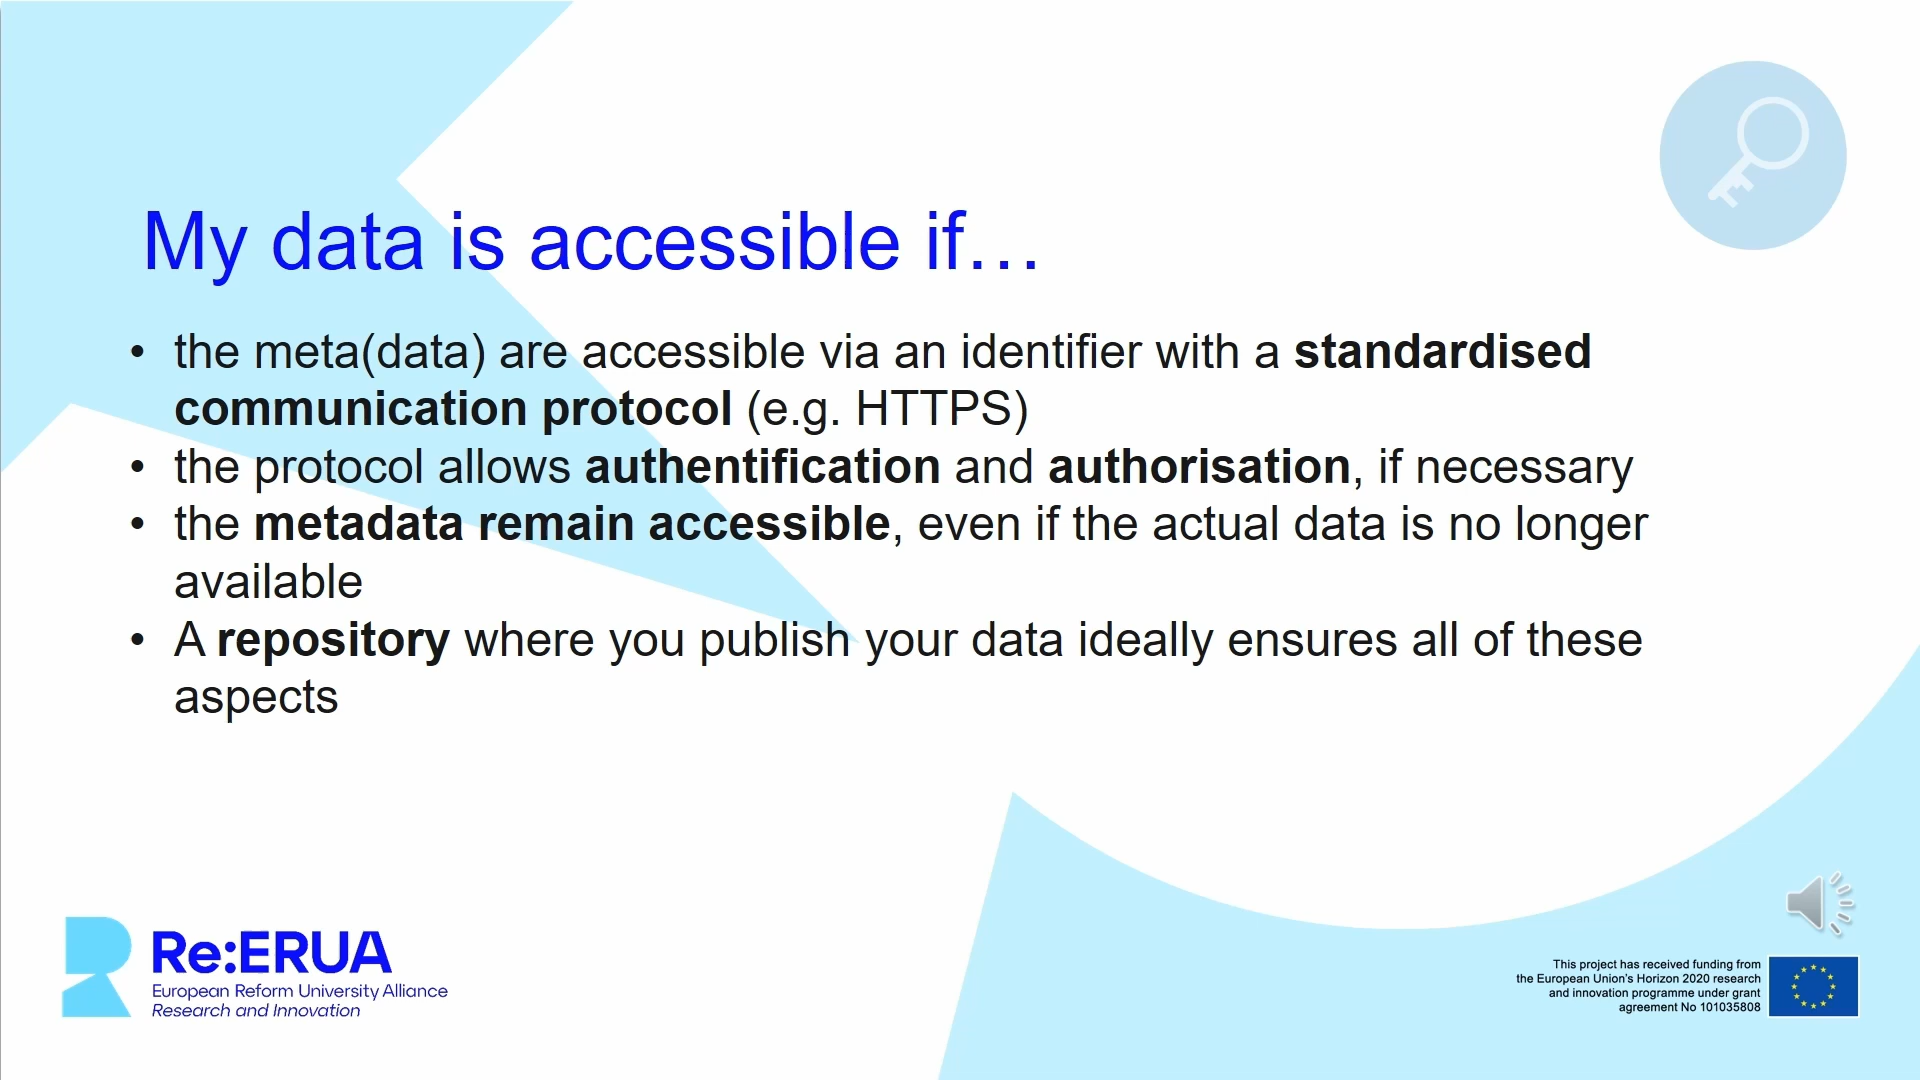 My data is accessible if…
• the meta(data) are accessible via an identifier with a standardised
communication protocol (e.g. HTTPS)
• the protocol allows authentification and authorisation, if necessary
• the metadata remain accessible, even if the actual data is no longer
available
• A repository where you publish your data ideally ensures all of these
aspects
Re:ERUA
European Reform University Alliance
Research and Innovation
This project has received funding from
the European Union's Horizon 2020 research
and innovation programme under grant
agreement No 101035808